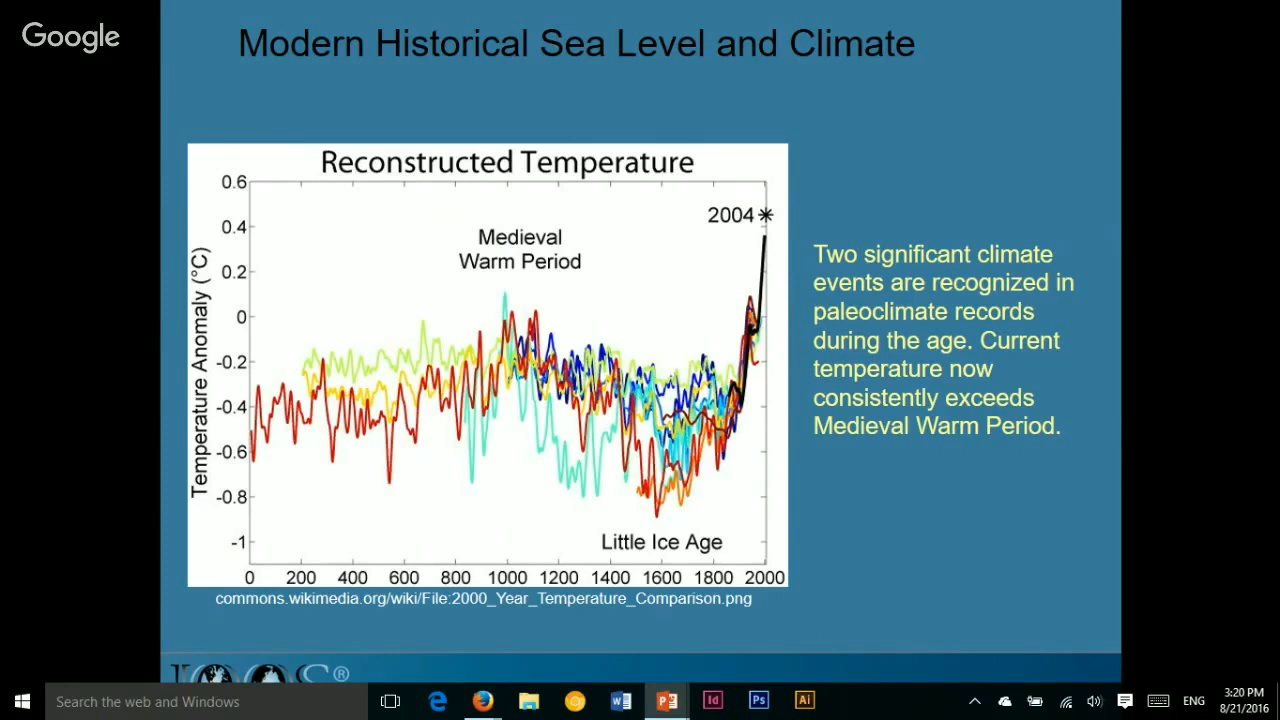 Google
Modern Historical Sea Level and Climate
Reconstructed Temperature
0.6
0.4
0.2
0
-0.2
-0.4
-0.6
-0.8
-1
Temperature Anomaly (°C)
Medieval
Warm Period
2004
Little Ice Age
0 200 400 600 800 1000 1200 1400 1600 1800 2000
commons.wikimedia.org/wiki/File:2000_Year_Temperature_Comparison.png
Two significant climate
events are recognized in
paleoclimate records
during the age. Current
temperature now
consistently exceeds
Medieval Warm Period.
IOOS®
Search the web and Windows
Id Ps Ai
ENG
3:20 PM
8/21/2016